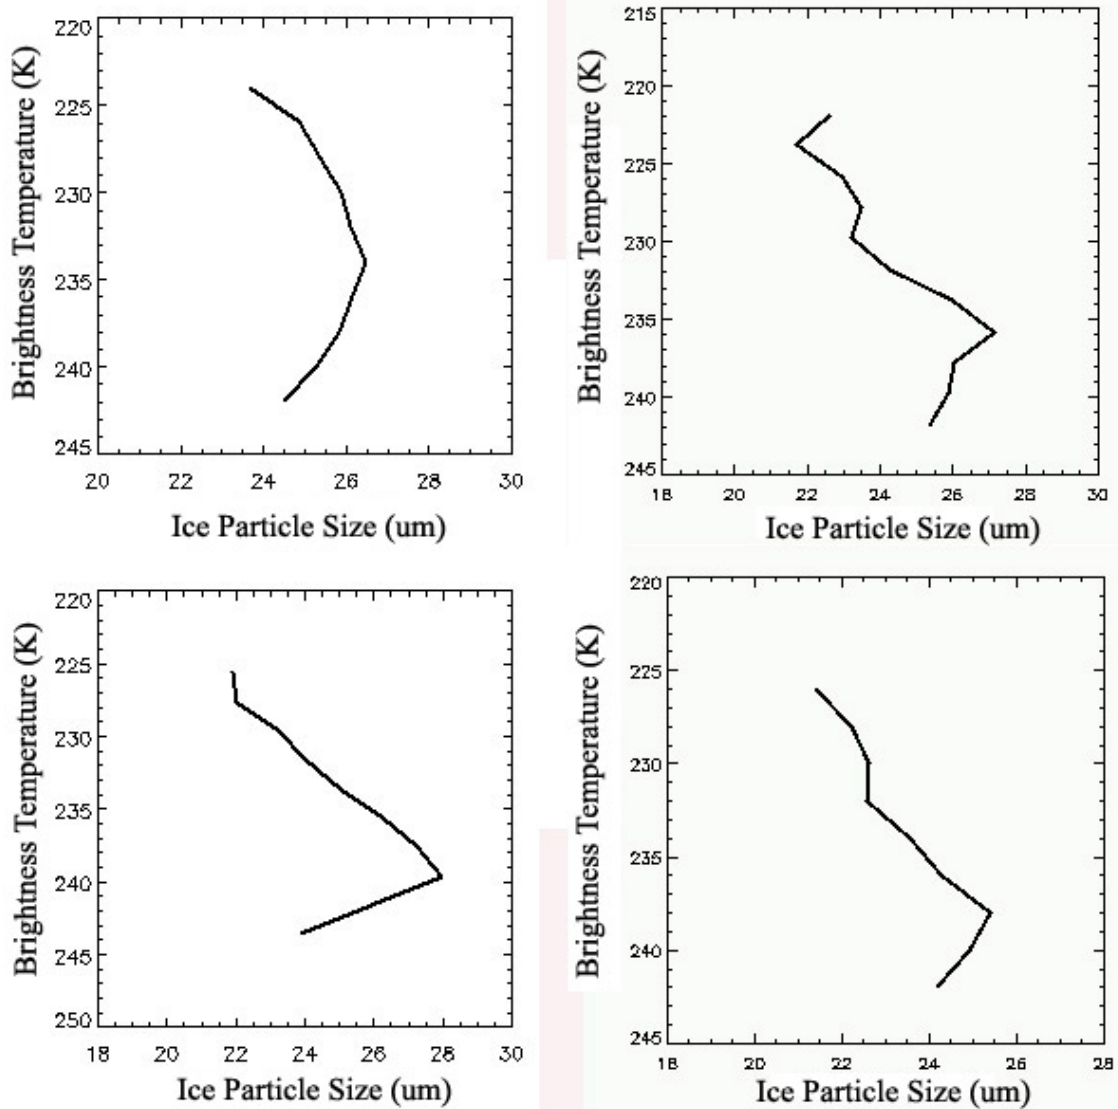 Brightness Temperature (K)
220
225
230
235
240
245
20 22 24 26 28 30
Ice Particle Size (um)
Brightness Temperature (K)
215
220
225
230
235
240
245
18 20 22 24 26 28 30
Ice Particle Size (um)
Brightness Temperature (K)
220
225
230
235
240
245
250
18 20 22 24 26 28 30
Ice Particle Size (um)
Brightness Temperature (K)
220
225
230
235
240
245
18 20 22 24 26 28
Ice Particle Size (um)